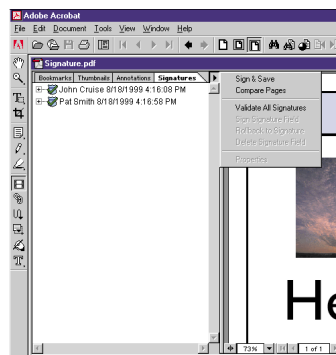 Adobe Acrobat
File Edit Document Tools View Window Help
Signature.pdf
Bookmarks Thumbnails Annotations Signatures
John Cruise 8/18/1999 4:16:08 PM
Pat Smith 8/18/1999 4:16:58 PM
Sign & Save
Compare Pages
Validate All Signatures
Sign Signature Field
Rollback to Signature
Delete Signature Field
Properties
He
73% 1 of 1